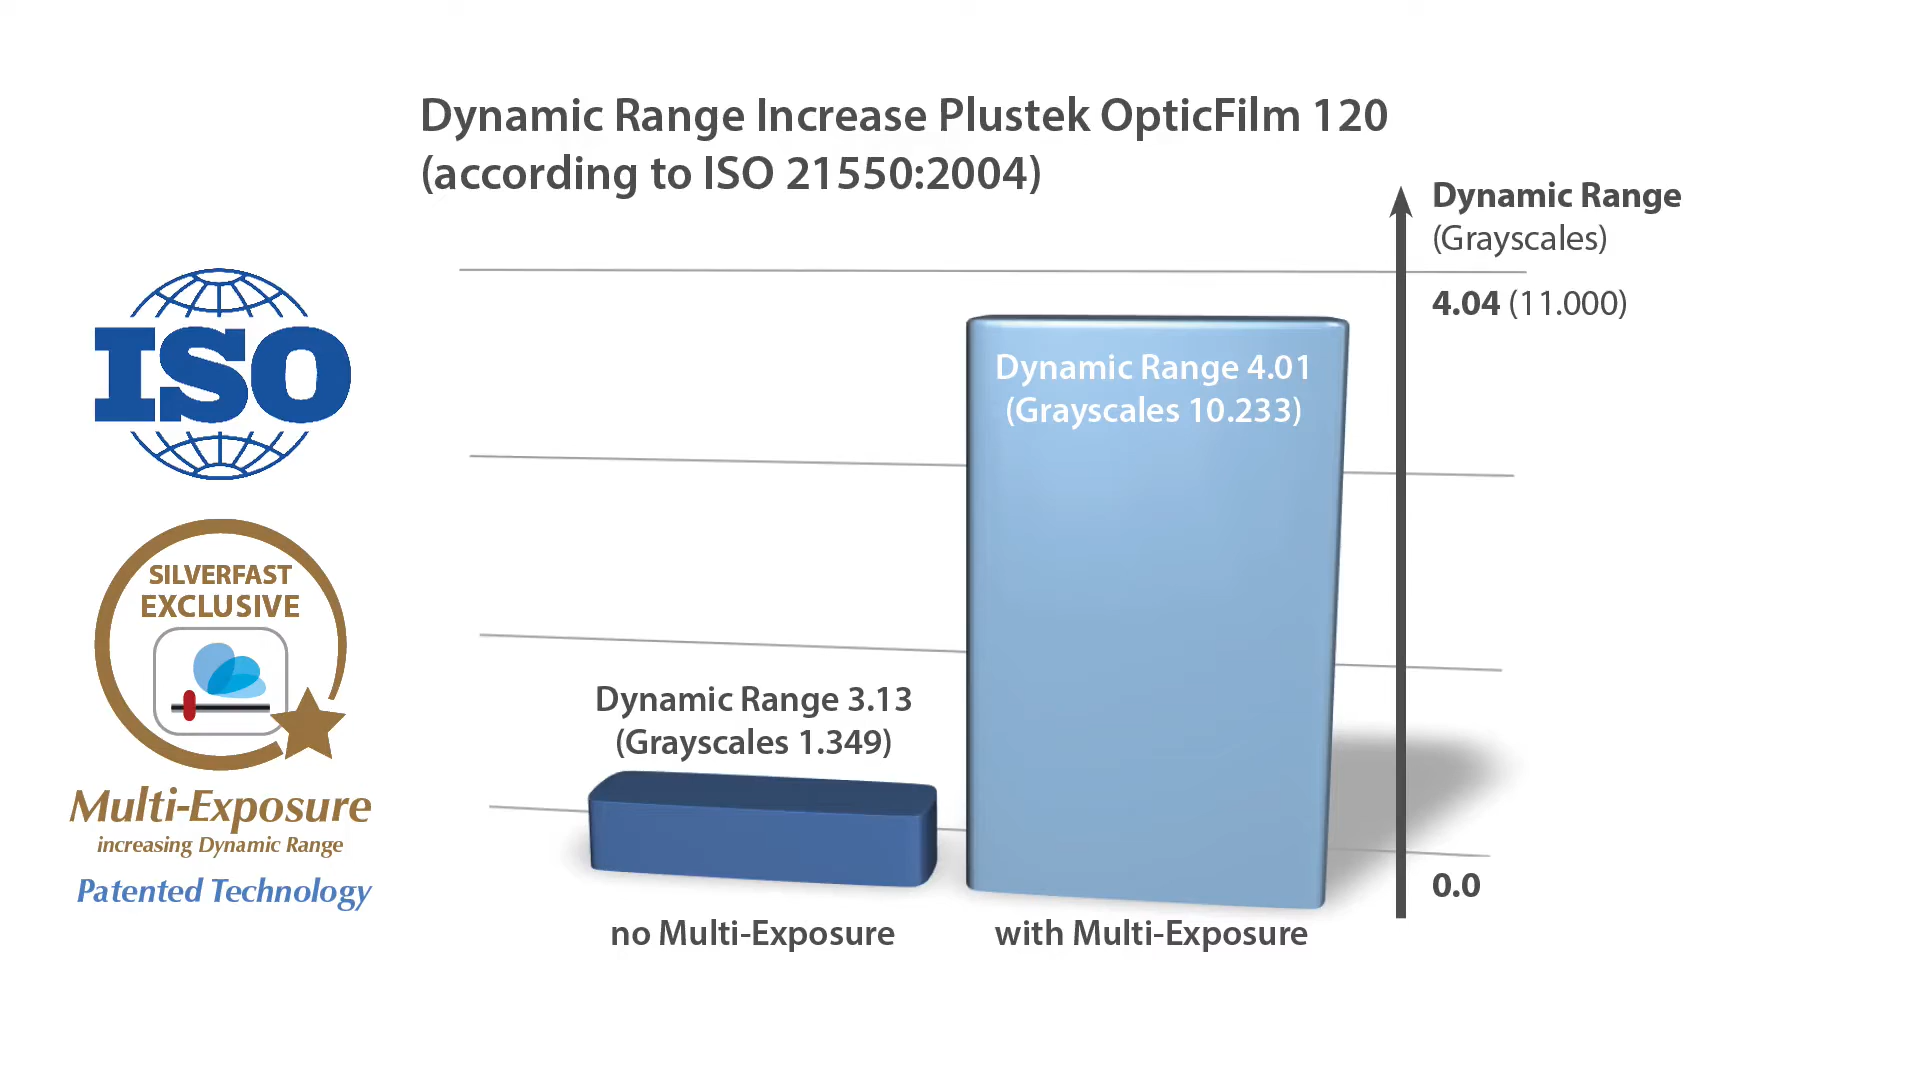 Dynamic Range Increase Plustek OpticFilm 120
(according to ISO 21550:2004)
Dynamic Range
(Grayscales)
4.04 (11.000)
ISO
Dynamic Range 4.01
(Grayscales 10.233)
SILVERFAST
EXCLUSIVE
Dynamic Range 3.13
(Grayscales 1.349)
Multi-Exposure
increasing Dynamic Range
Patented Technology
0.0
no Multi-Exposure
with Multi-Exposure